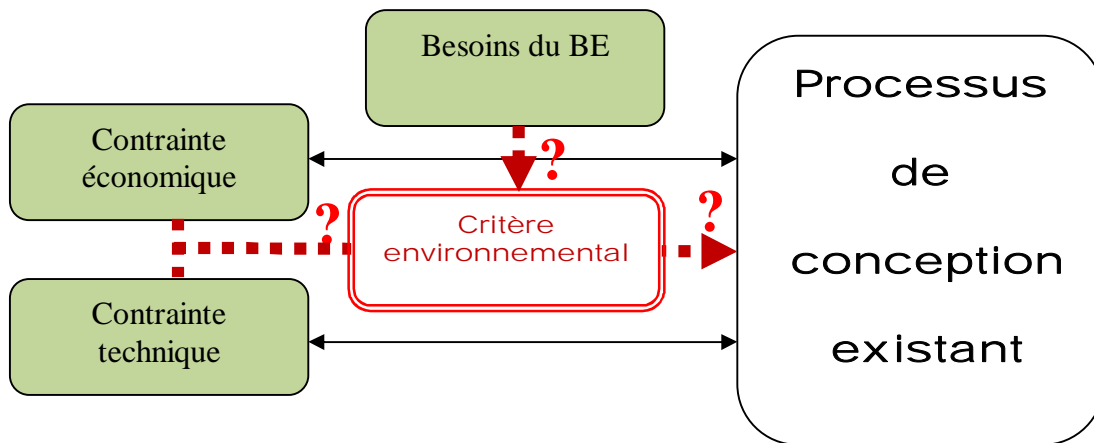 Besoins du BE
Contrainte
économique
?
?
?
Critère
environnemental
Contrainte
technique
Processus
de
conception
existant